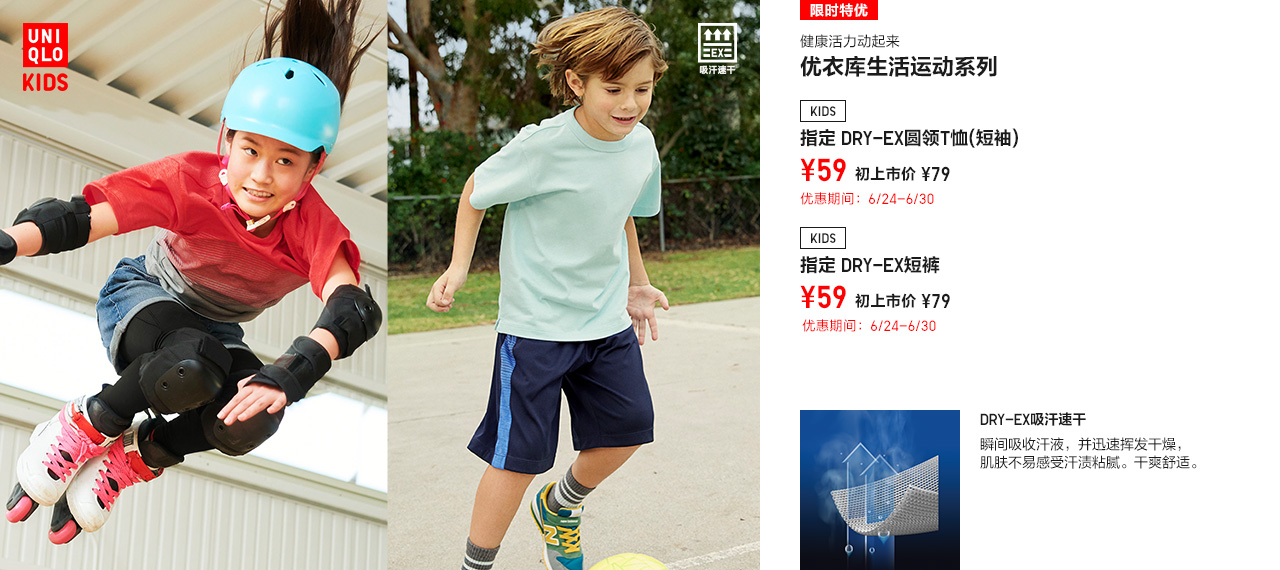 UNI
QLO
KIDS
EXE
吸汗速干
N
限时特优
健康活力动起来
优衣库生活运动系列
KIDS
指定 DRY-EX圆领T恤(短袖)
¥59 初上市价 ¥79
优惠期间：6/24-6/30
KIDS
指定 DRY-EX短裤
¥59 初上市价 ¥79
优惠期间：6/24-6/30
DRY-EX吸汗速干
瞬间吸收汗液，并迅速挥发干燥，
肌肤不易感受汗渍粘腻。干爽舒适。